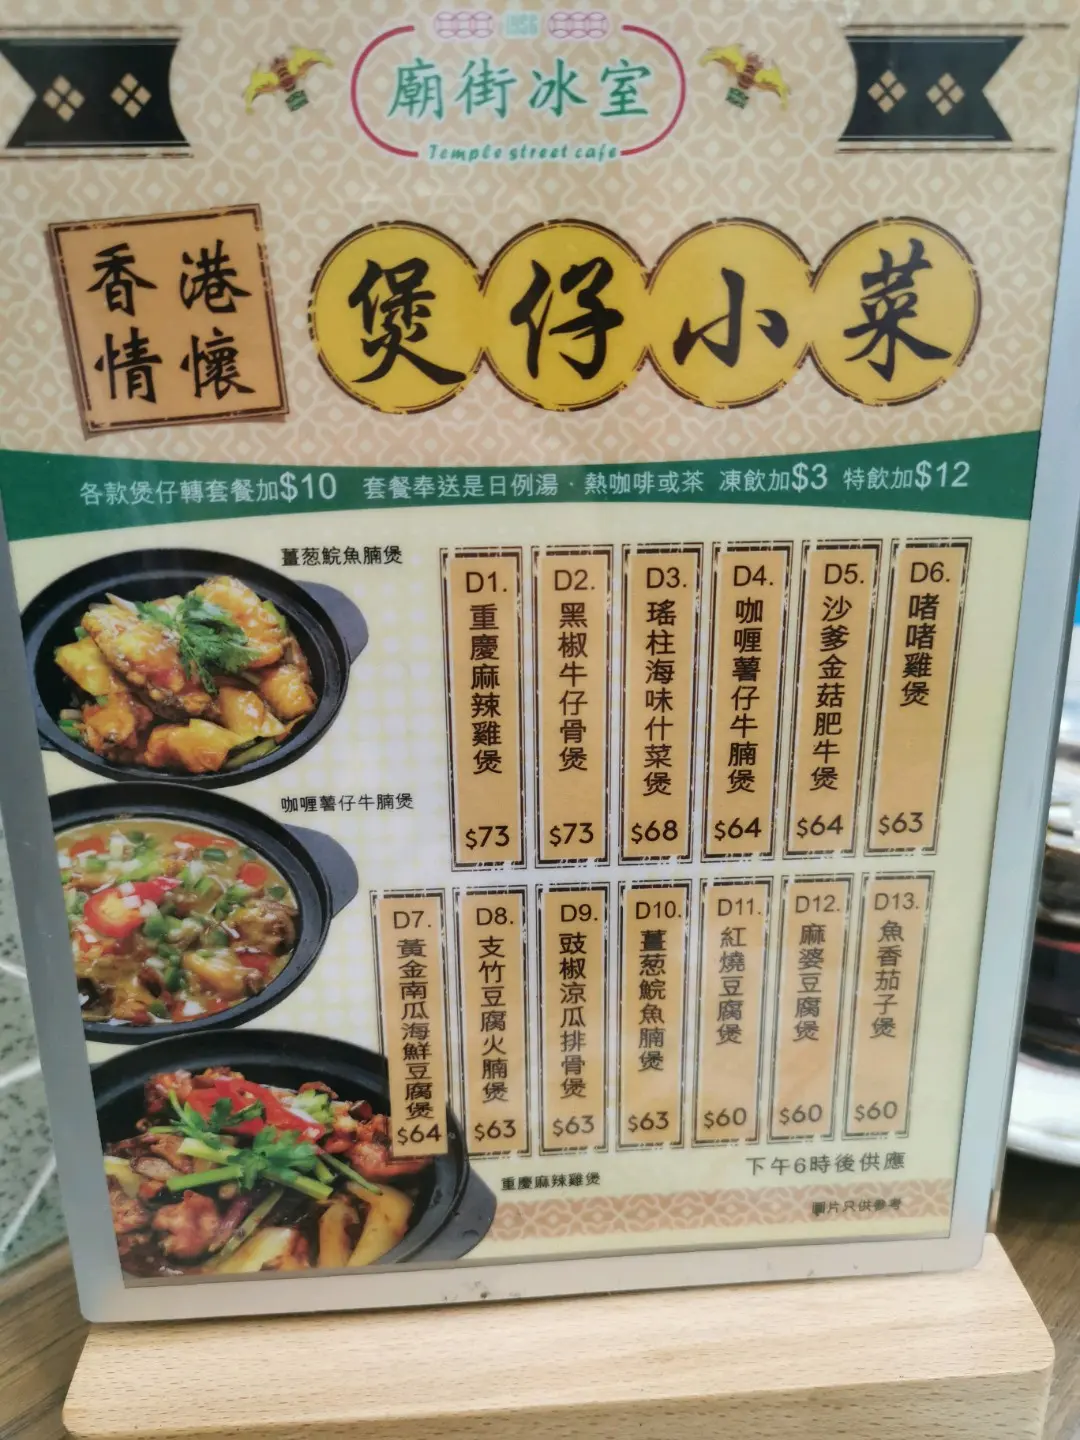 廟街冰室
Temple street cafe
香港
情懷
煲仔小菜
各款煲仔轉套餐加$10 套餐奉送是日例湯·熱咖啡或茶 凍飲加$3 特飲加$12
薑葱鯇魚腩煲
D1.
重慶麻辣雞煲
$73
D2.
黑椒牛仔骨煲
$73
D3.
瑤柱海味什菜煲
$68
D4.
咖喱薯仔牛腩煲
$64
D5.
沙爹金菇肥牛煲
$64
D6.
啫啫雞煲
$63
咖喱薯仔牛腩煲
D7.
黃金南瓜海鮮豆腐煲
$64
D8.
支竹豆腐火腩煲
$63
D9.
豉椒涼瓜排骨煲
$63
D10.
薑葱鯇魚腩煲
$63
D11.
紅燒豆腐煲
$60
D12.
麻婆豆腐煲
$60
D13.
魚香茄子煲
$60
重慶麻辣雞煲
下午6時後供應
圖片只供參考